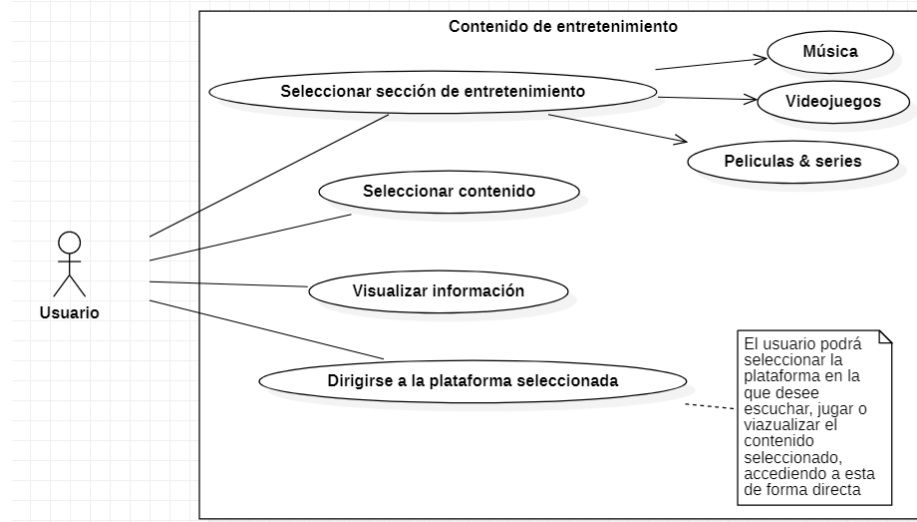 Contenido de entretenimiento
Música
Seleccionar sección de entretenimiento
Videojuegos
Peliculas & series
Seleccionar contenido
Usuario
Visualizar información
Dirigirse a la plataforma seleccionada
El usuario podrá
seleccionar la
plataforma en la
que desee
escuchar, jugar o
viazualizar el
contenido
seleccionado,
accediendo a esta
de forma directa